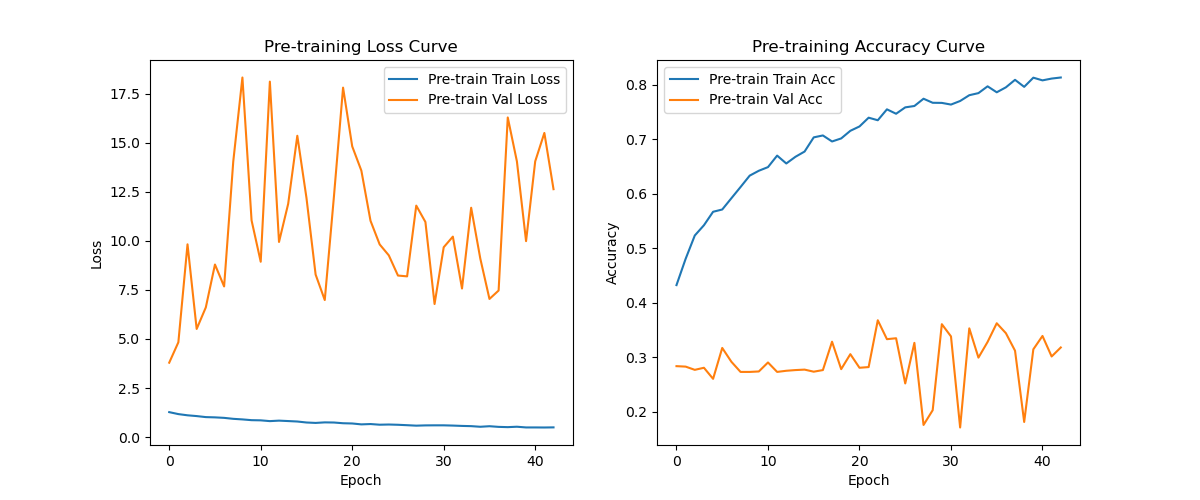 Pre-training Loss Curve
Pre-train Train Loss
Pre-train Val Loss
17.5
15.0
12.5
10.0
7.5
5.0
2.5
0.0
Loss
0 10 20 30 40
Epoch
Pre-training Accuracy Curve
Pre-train Train Acc
Pre-train Val Acc
0.8
0.7
0.6
0.5
0.4
0.3
0.2
Accuracy
0 10 20 30 40
Epoch